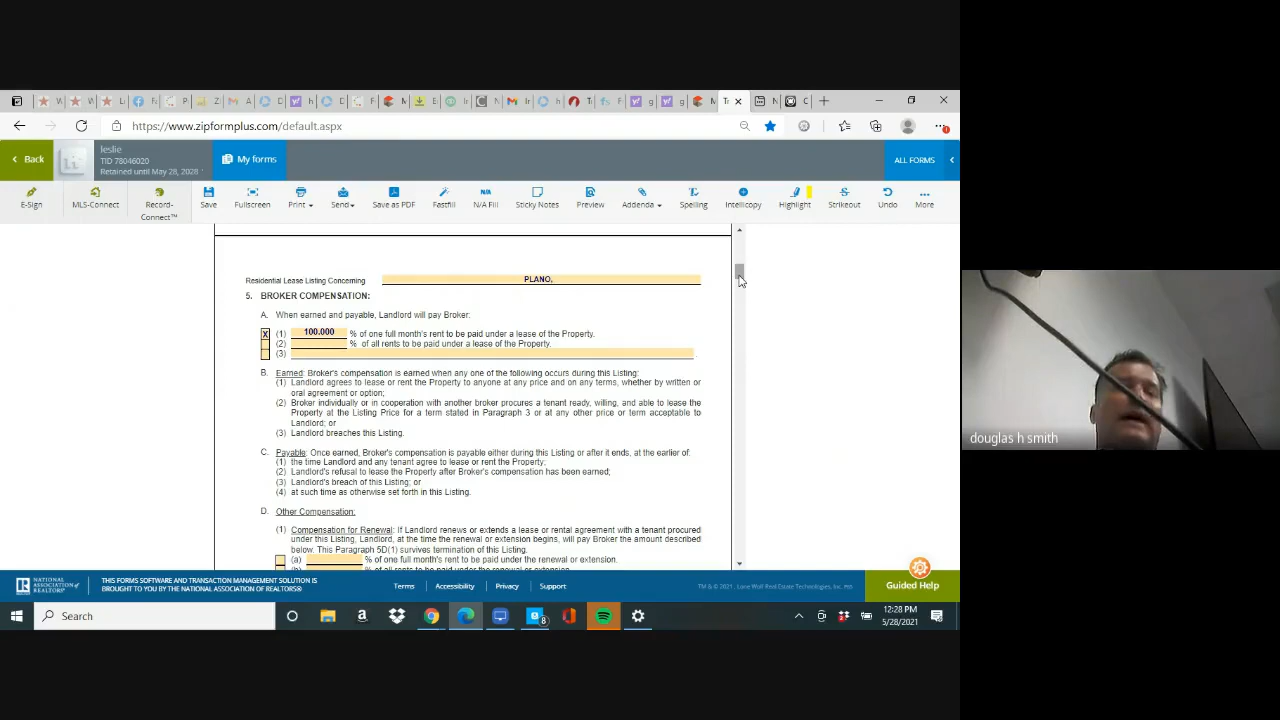 https://www.zipformplus.com/default.aspx
Back
leslie
TID 78046020
Retained until May 28, 2028
My forms
ALL FORMS
E-Sign
MLS-Connect
Record-Connect™
Save
Fullscreen
Print
Send
Save as PDF
Fastfill
N/A
N/A Fill
Sticky Notes
Preview
Addenda
Spelling
Intellicopy
Highlight
Strikeout
Undo
More
Residential Lease Listing Concerning PLANO,
5. BROKER COMPENSATION:
A. When earned and payable, Landlord will pay Broker:
X (1) 100.000 % of one full month's rent to be paid under a lease of the Property.
(2) % of all rents to be paid under a lease of the Property.
(3) .
B. Earned: Broker's compensation is earned when any one of the following occurs during this Listing:
(1) Landlord agrees to lease or rent the Property to anyone at any price and on any terms, whether by written or
oral agreement or option;
(2) Broker individually or in cooperation with another broker procures a tenant ready, willing, and able to lease the
Property at the Listing Price for a term stated in Paragraph 3 or at any other price or term acceptable to
Landlord; or
(3) Landlord breaches this Listing.
C. Payable: Once earned, Broker's compensation is payable either during this Listing or after it ends, at the earlier of:
(1) the time Landlord and any tenant agree to lease or rent the Property;
(2) Landlord's refusal to lease the Property after Broker's compensation has been earned;
(3) Landlord's breach of this Listing; or
(4) at such time as otherwise set forth in this Listing.
D. Other Compensation:
(1) Compensation for Renewal: If Landlord renews or extends a lease or rental agreement with a tenant procured
under this Listing, Landlord, at the time the renewal or extension begins, will pay Broker the amount described
below. This Paragraph 5D(1) survives termination of this Listing.
(a) % of one full month's rent to be paid under the renewal or extension.
NATIONAL
ASSOCIATION of
REALTORS®
THIS FORMS SOFTWARE AND TRANSACTION MANAGEMENT SOLUTION IS
BROUGHT TO YOU BY THE NATIONAL ASSOCIATION OF REALTORS®
Terms
Accessibility
Privacy
Support
Guided Help
Search
8
12:28 PM
5/28/2021
douglas h smith